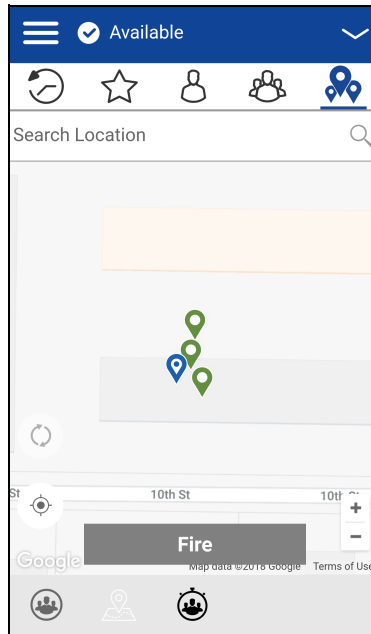 Available
Search Location
St
10th St
10th St
+
−
Fire
Google
Map data ©2018 Google
Terms of Use